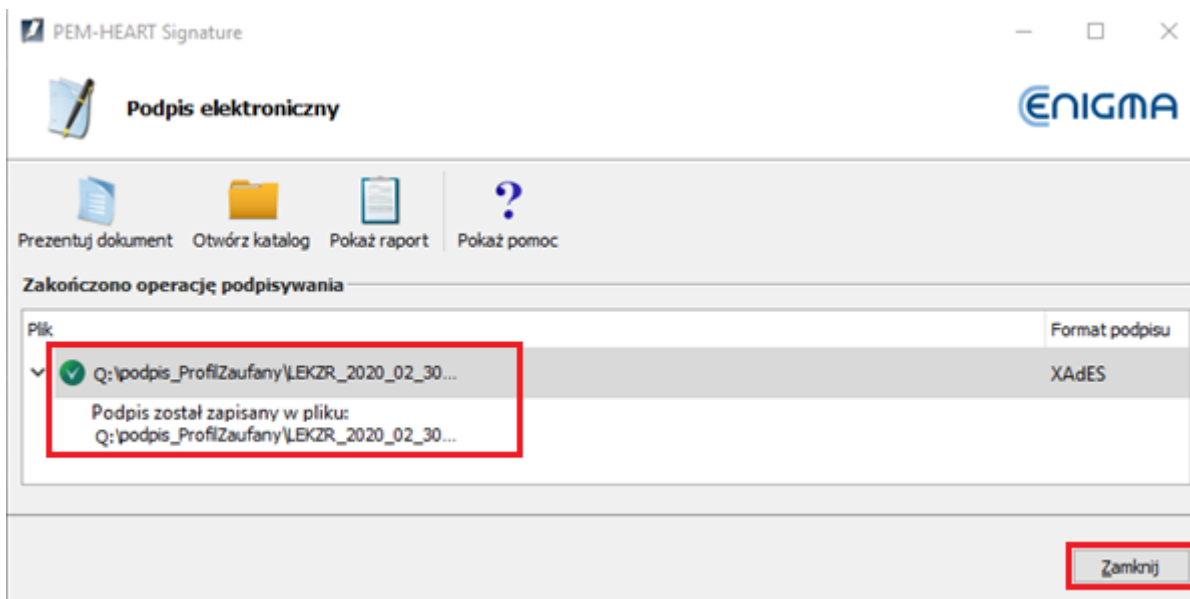 PEM-HEART Signature
Podpis elektroniczny
ENIGMA
Prezentuj dokument Otwórz katalog Pokaż raport Pokaż pomoc
Zakończono operację podpisywania
Plik Format podpisu
Q:\podpis_ProfilZaufany\LEKZR_2020_02_30... XAdES
Podpis został zapisany w pliku:
Q:\podpis_ProfilZaufany\LEKZR_2020_02_30...
Zamknij